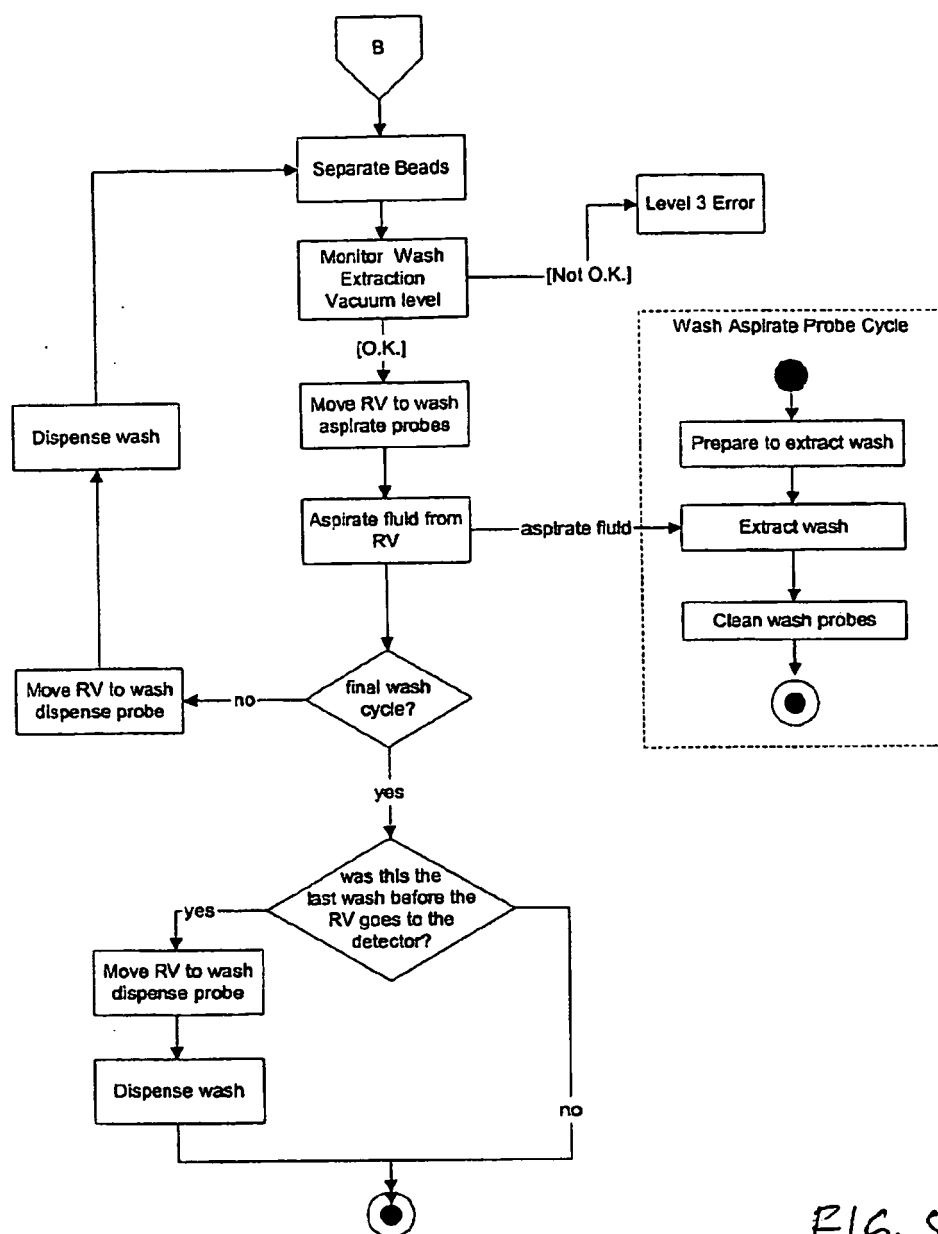 B
Separate Beads
Level 3 Error
Monitor Wash
Extraction
Vacuum level
[Not O.K.]
[O.K.]
Wash Aspirate Probe Cycle
Move RV to wash
aspirate probes
Prepare to extract wash
Dispense wash
Aspirate fluid from
RV
aspirate fluid
Extract wash
Clean wash probes
final wash
cycle?
no
Move RV to wash
dispense probe
yes
was this the
last wash before the
RV goes to the
detector?
yes
Move RV to wash
dispense probe
Dispense wash
no
FIG.